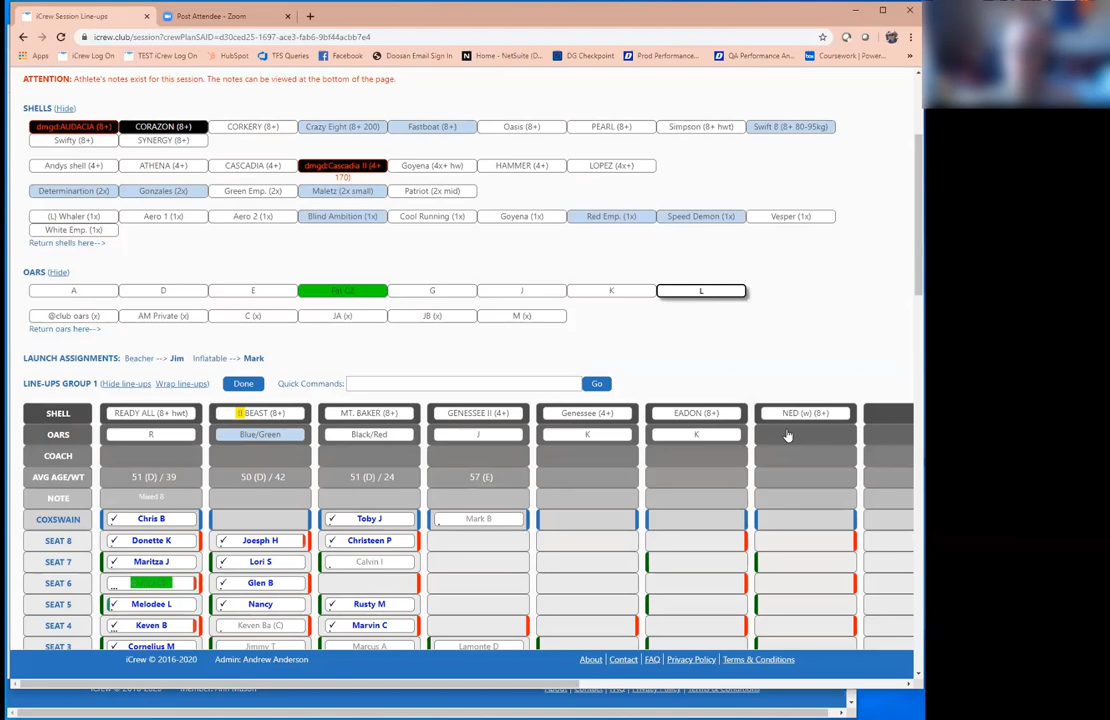 iCrew Session Line-ups × Post Attendee - Zoom × +
icrew.club/session?crewPlanSAID=d30ced25-1697-ace3-fab6-9bf44acbb7e4
Apps iCrew Log On TEST iCrew Log On HubSpot TFS Queries Facebook Doosan Email Sign In Home - NetSuite (D... DG Checkpoint Prod Performance... QA Performance An... Coursework | Power... »
ATTENTION: Athlete's notes exist for this session. The notes can be viewed at the bottom of the page.
SHELLS (Hide)
dmgd:AUDACIA (8+) CORAZON (8+) CORKERY (8+) Crazy Eight (8+ 200) Fastboat (8+) Oasis (8+) PEARL (8+) Simpson (8+ hwt) Swift 8 (8+ 80-95kg)
Swifty (8+) SYNERGY (8+)
Andys shell (4+) ATHENA (4+) CASCADIA (4+) dmgd:Cascadia II (4+ Goyena (4x+ hw) HAMMER (4+) LOPEZ (4x+)
170)
Determinartion (2x) Gonzales (2x) Green Emp. (2x) Maletz (2x small) Patriot (2x mid)
(L) Whaler (1x) Aero 1 (1x) Aero 2 (1x) Blind Ambition (1x) Cool Running (1x) Goyena (1x) Red Emp. (1x) Speed Demon (1x) Vesper (1x)
White Emp. (1x)
Return shells here-->
OARS (Hide)
A D E Fat C2 G J K L
@club oars (x) AM Private (x) C (x) JA (x) JB (x) M (x)
Return oars here-->
LAUNCH ASSIGNMENTS: Beacher --> Jim Inflatable --> Mark
LINE-UPS GROUP 1 (Hide line-ups Wrap line-ups) Done Quick Commands: Go
SHELL READY ALL (8+ hwt) || BEAST (8+) MT. BAKER (8+) GENESSEE II (4+) Genessee (4+) EADON (8+) NED (w) (8+)
OARS R Blue/Green Black/Red J K K
COACH
AVG AGE/WT 51 (D) / 39 50 (D) / 42 51 (D) / 24 57 (E)
NOTE Mixed 8
COXSWAIN ✓ Chris B ✓ Toby J Mark B
SEAT 8 ✓ Donette K ✓ Joesph H ✓ Christeen P
SEAT 7 ✓ Maritza J ✓ Lori S Calvin I
SEAT 6 ✓ Glen B
SEAT 5 ✓ Melodee L ✓ Nancy ✓ Rusty M
SEAT 4 ✓ Keven B Keven Ba (C) ✓ Marvin C
SEAT 3 ✓ Cornelius M Jimmy T Marcus A Lamonte D
iCrew © 2016-2020 Admin: Andrew Anderson About Contact FAQ Privacy Policy Terms & Conditions